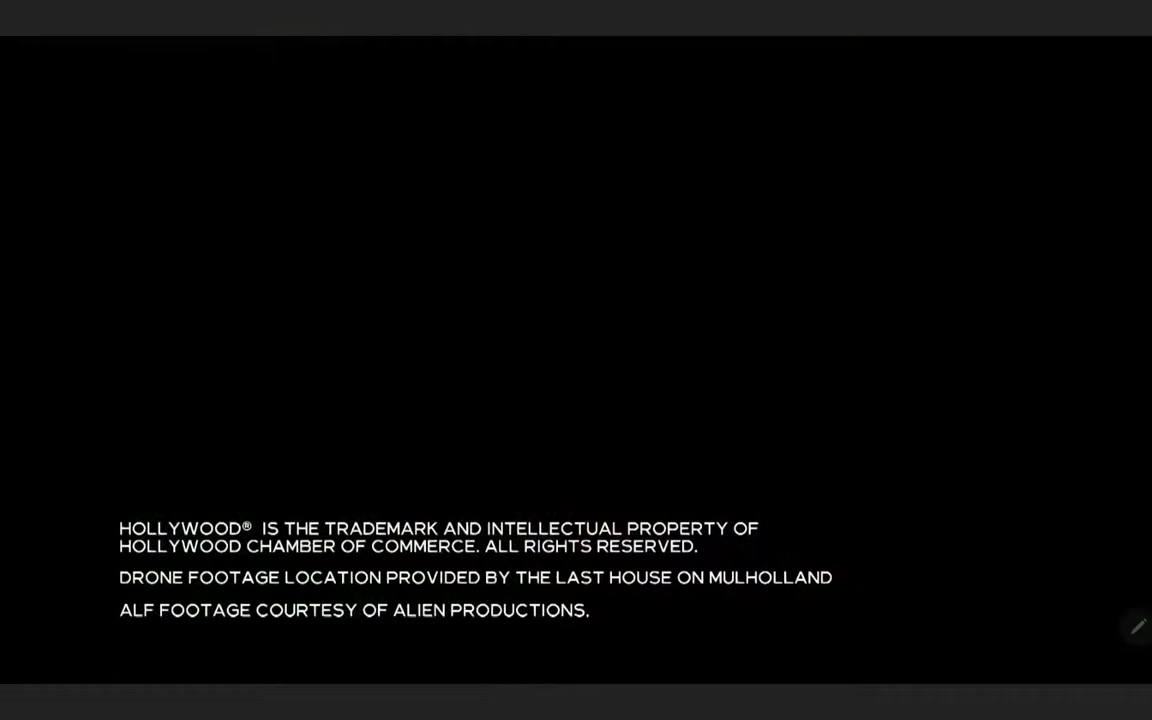 HOLLYWOOD® IS THE TRADEMARK AND INTELLECTUAL PROPERTY OF
HOLLYWOOD CHAMBER OF COMMERCE. ALL RIGHTS RESERVED.
DRONE FOOTAGE LOCATION PROVIDED BY THE LAST HOUSE ON MULHOLLAND
ALF FOOTAGE COURTESY OF ALIEN PRODUCTIONS.